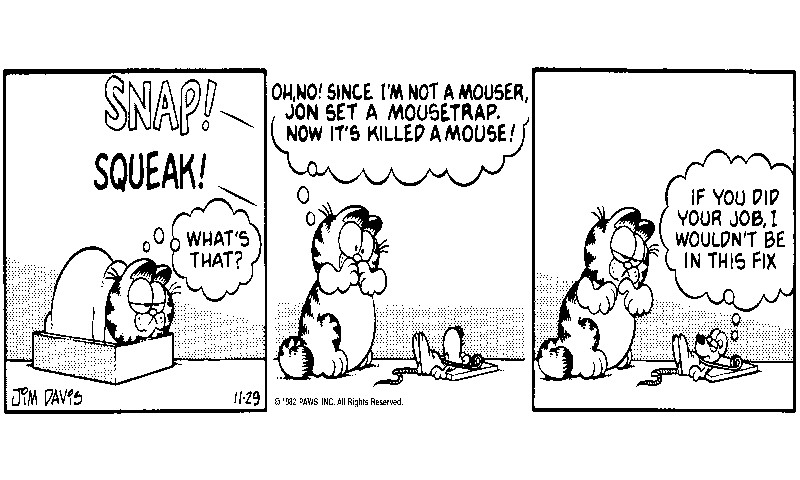 SNAP!
SQUEAK!
WHAT'S
THAT?
JIM DAVIS
11-29
OH, NO! SINCE I'M NOT A MOUSER,
JON SET A MOUSETRAP.
NOW IT'S KILLED A MOUSE!
© 1982 PAWS, INC. All Rights Reserved.
IF YOU DID
YOUR JOB, I
WOULDN'T BE
IN THIS FIX